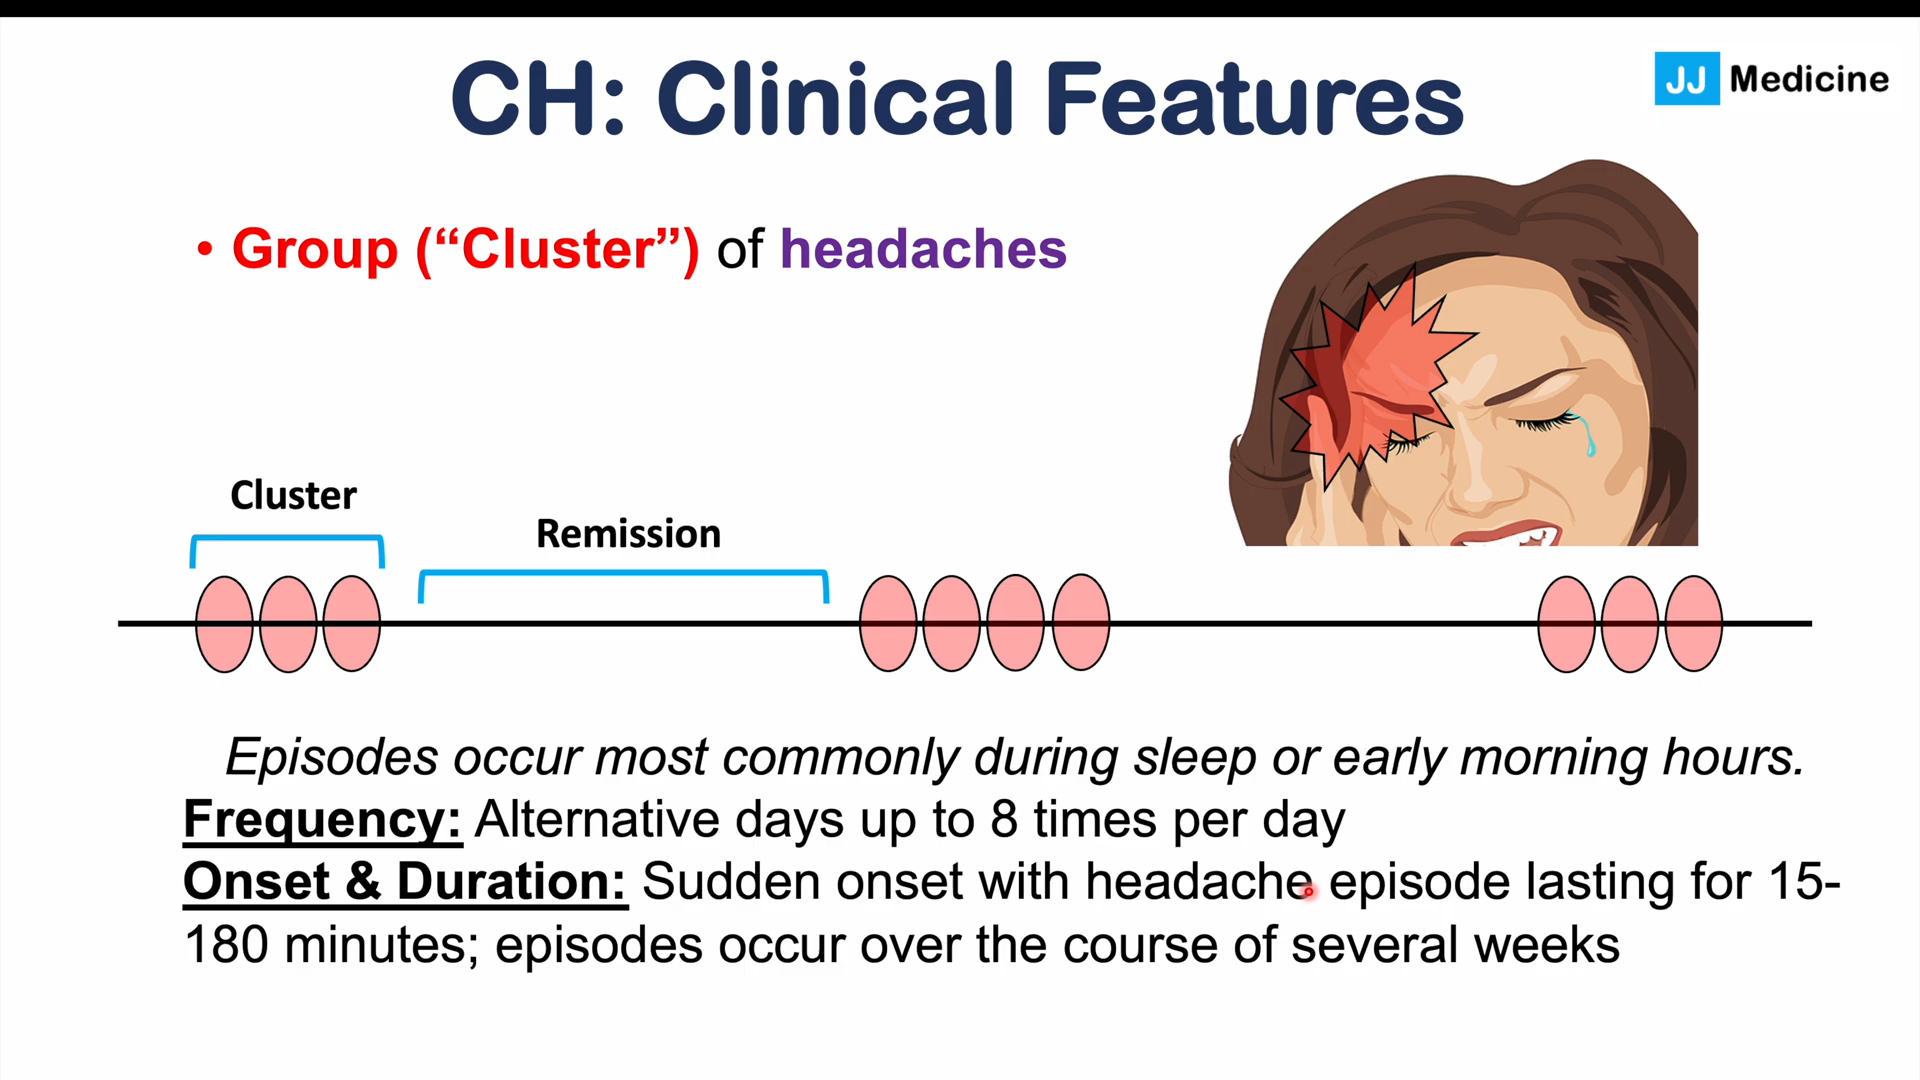 CH: Clinical Features
JJ Medicine
• Group (“Cluster”) of headaches
Cluster
Remission
Episodes occur most commonly during sleep or early morning hours.
Frequency: Alternative days up to 8 times per day
Onset & Duration: Sudden onset with headache episode lasting for 15-
180 minutes; episodes occur over the course of several weeks